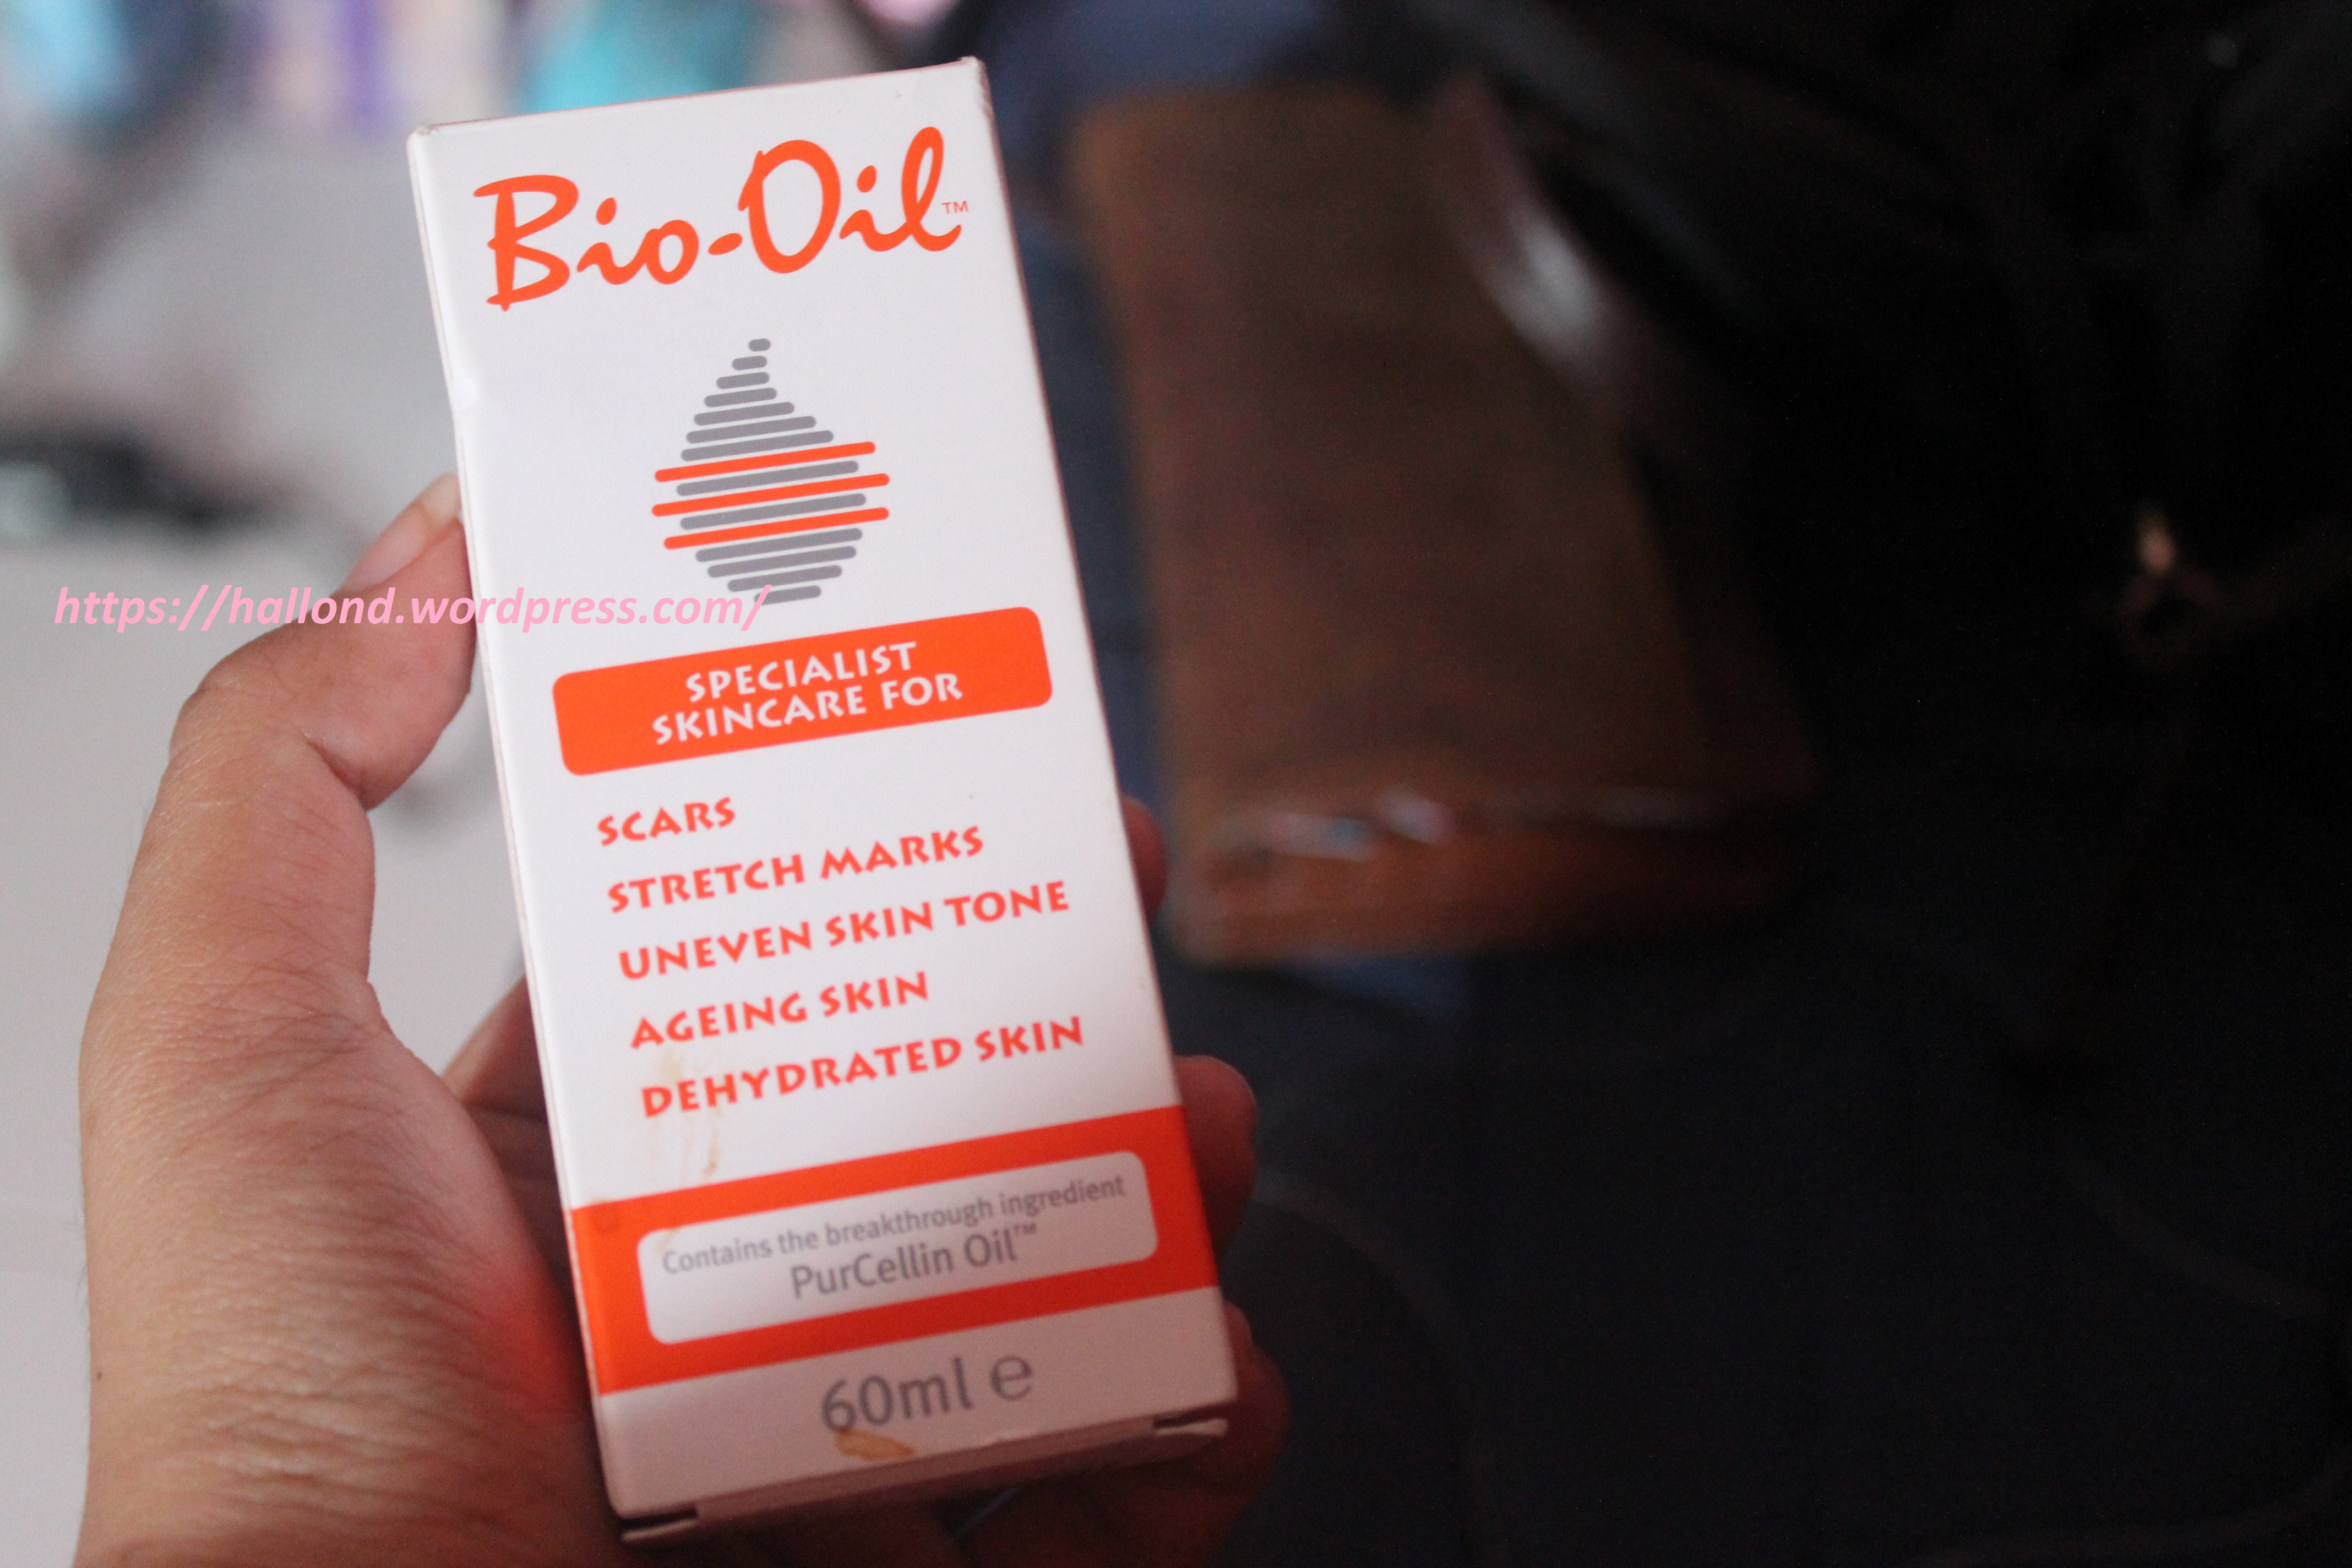 Bio-Oil™
https://hallond.wordpress.com/
SPECIALIST
SKINCARE FOR
SCARS
STRETCH MARKS
UNEVEN SKIN TONE
AGEING SKIN
DEHYDRATED SKIN
Contains the breakthrough ingredient
PurCellin Oil™
60ml ℮